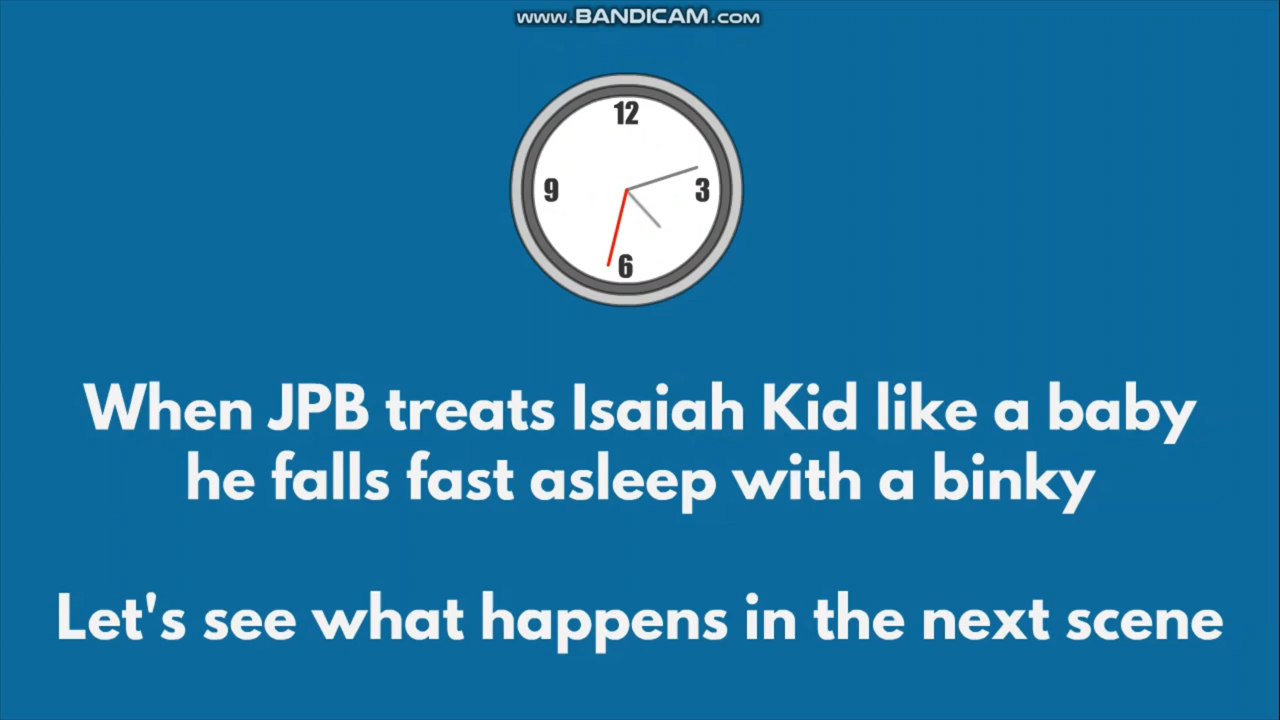 www.BANDICAM.com
12
9
3
6
When JPB treats Isaiah Kid like a baby
he falls fast asleep with a binky
Let's see what happens in the next scene